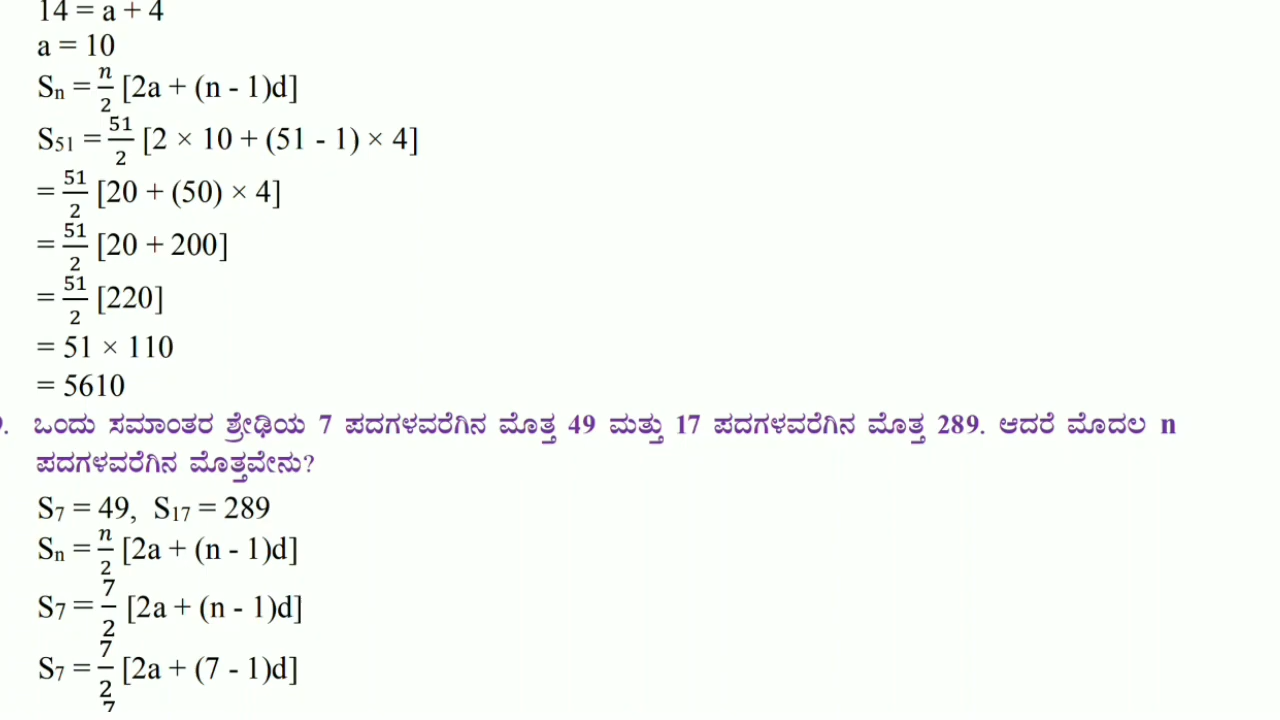 14 = a + 4
a = 10
Sn = n/2 [2a + (n - 1)d]
S51 = 51/2 [2 × 10 + (51 - 1) × 4]
= 51/2 [20 + (50) × 4]
= 51/2 [20 + 200]
= 51/2 [220]
= 51 × 110
= 5610
. ಒಂದು ಸಮಾಂತರ ಶ್ರೇಢಿಯ 7 ಪದಗಳವರೆಗಿನ ಮೊತ್ತ 49 ಮತ್ತು 17 ಪದಗಳವರೆಗಿನ ಮೊತ್ತ 289. ಆದರೆ ಮೊದಲ n
ಪದಗಳವರೆಗಿನ ಮೊತ್ತವೇನು?
S7 = 49, S17 = 289
Sn = n/2 [2a + (n - 1)d]
S7 = 7/2 [2a + (n - 1)d]
S7 = 7/2 [2a + (7 - 1)d]
7